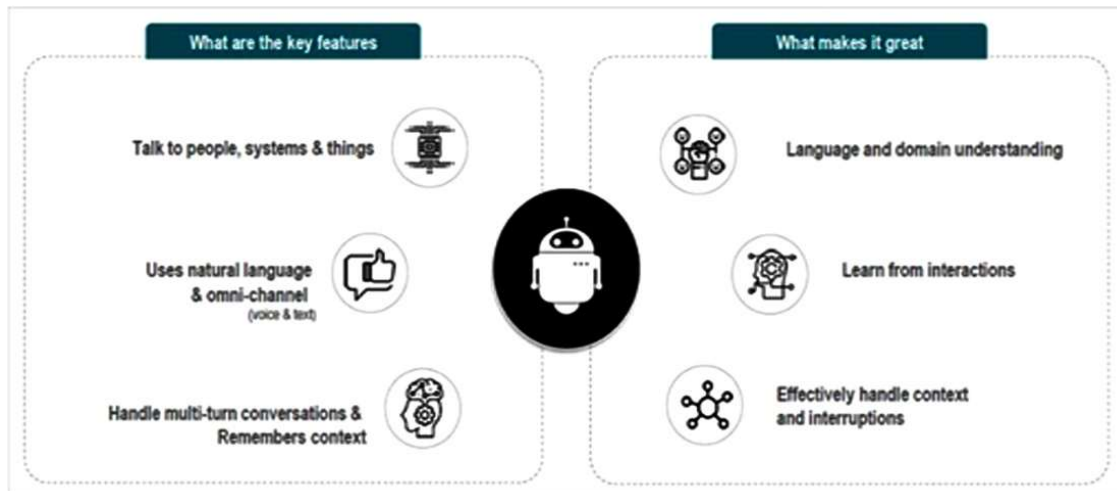 What are the key features
Talk to people, systems & things
Uses natural language
& omni-channel
(voice & text)
Handle multi-turn conversations &
Remembers context
What makes it great
Language and domain understanding
Learn from interactions
Effectively handle context
and interruptions